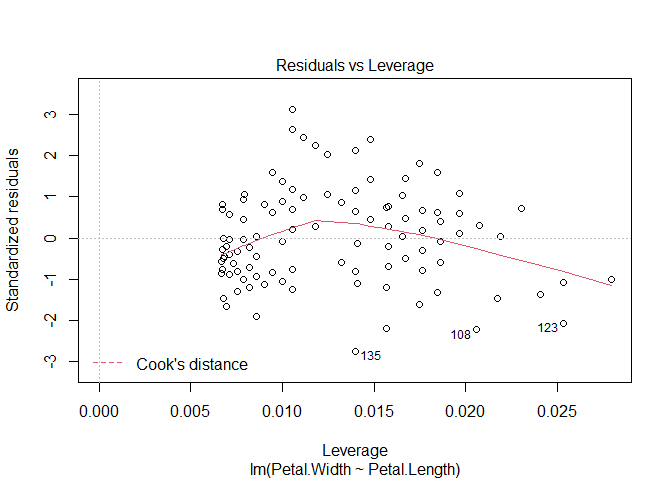 Residuals vs Leverage
Standardized residuals
3
2
1
0
-1
-2
-3
135
108
123
Cook's distance
0.000 0.005 0.010 0.015 0.020 0.025
Leverage
lm(Petal.Width ~ Petal.Length)